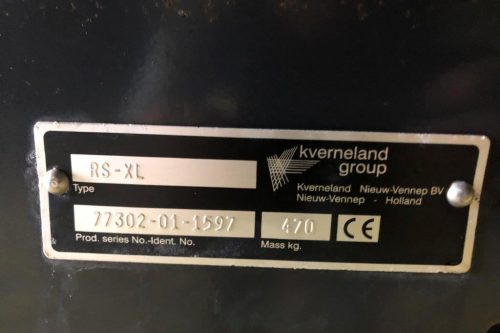 kverneland
group
RS-XL
Type
Kverneland Nieuw-Vennep BV
Nieuw-Vennep - Holland
77302-01-1597
470
CE
Prod. series No.-Ident. No.
Mass kg.